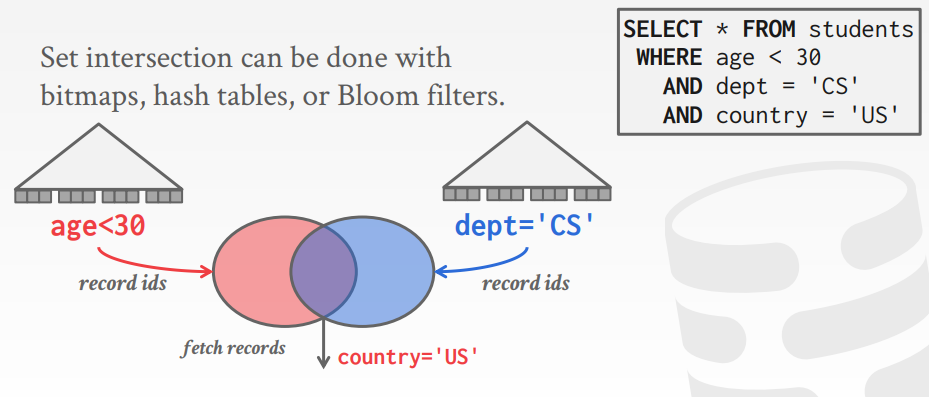 Set intersection can be done with
bitmaps, hash tables, or Bloom filters.
SELECT * FROM students
WHERE age < 30
AND dept = 'CS'
AND country = 'US'
age<30
dept='CS'
record ids
record ids
fetch records
country='US'